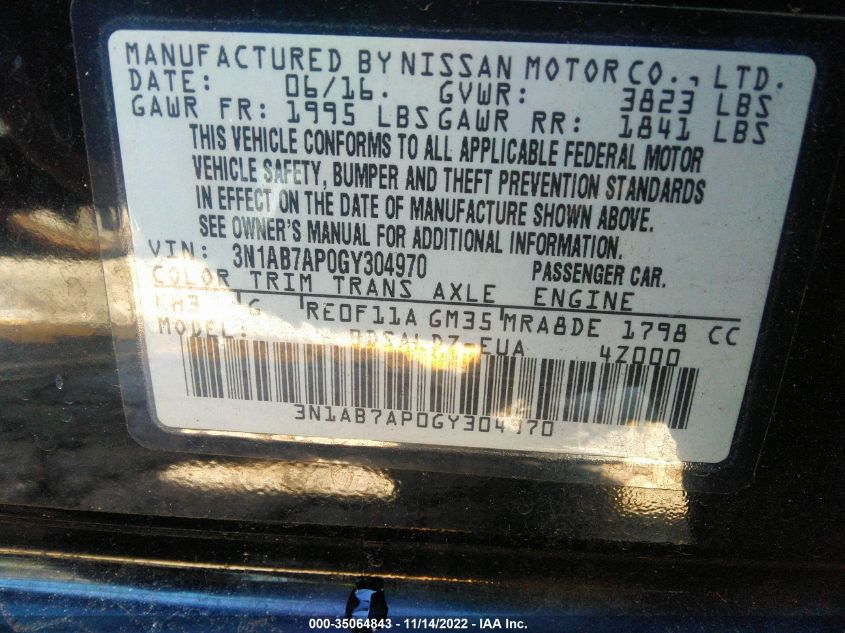 MANUFACTURED BY NISSAN MOTOR CO., LTD.
DATE: 06/16. GVWR: 3823 LBS
GAWR FR: 1995 LBS GAWR RR: 1841 LBS
THIS VEHICLE CONFORMS TO ALL APPLICABLE FEDERAL MOTOR
VEHICLE SAFETY, BUMPER AND THEFT PREVENTION STANDARDS
IN EFFECT ON THE DATE OF MANUFACTURE SHOWN ABOVE.
SEE OWNER'S MANUAL FOR ADDITIONAL INFORMATION.
VIN: 3N1AB7AP0GY304970 PASSENGER CAR.
COLOR TRIM TRANS AXLE ENGINE
KH3 G RE0F11A GM35 MRA8DE 1798 CC
MODEL: 4Z000
3N1AB7AP0GY304970
000-35064843 - 11/14/2022 - IAA Inc.